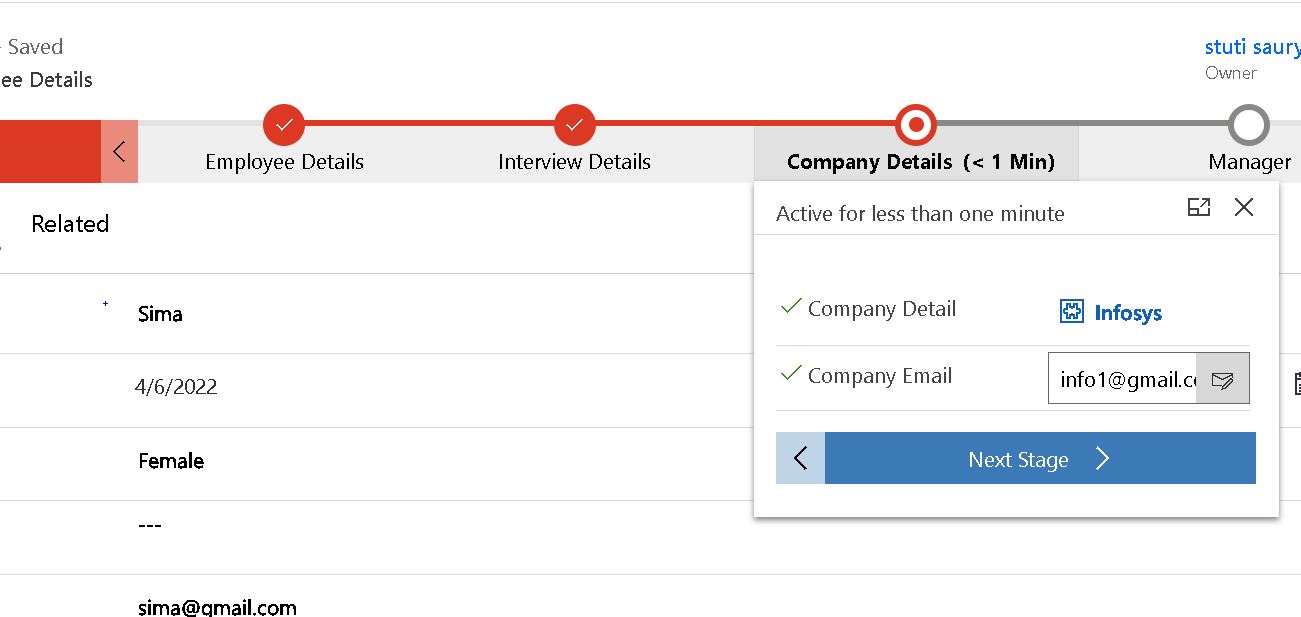 - Saved
stuti saury
ee Details
Owner
Employee Details
Interview Details
Company Details (< 1 Min)
Manager
Related
Active for less than one minute
Sima
Company Detail
Infosys
4/6/2022
Company Email
info1@gmail.co
Female
Next Stage
---
sima@gmail.com